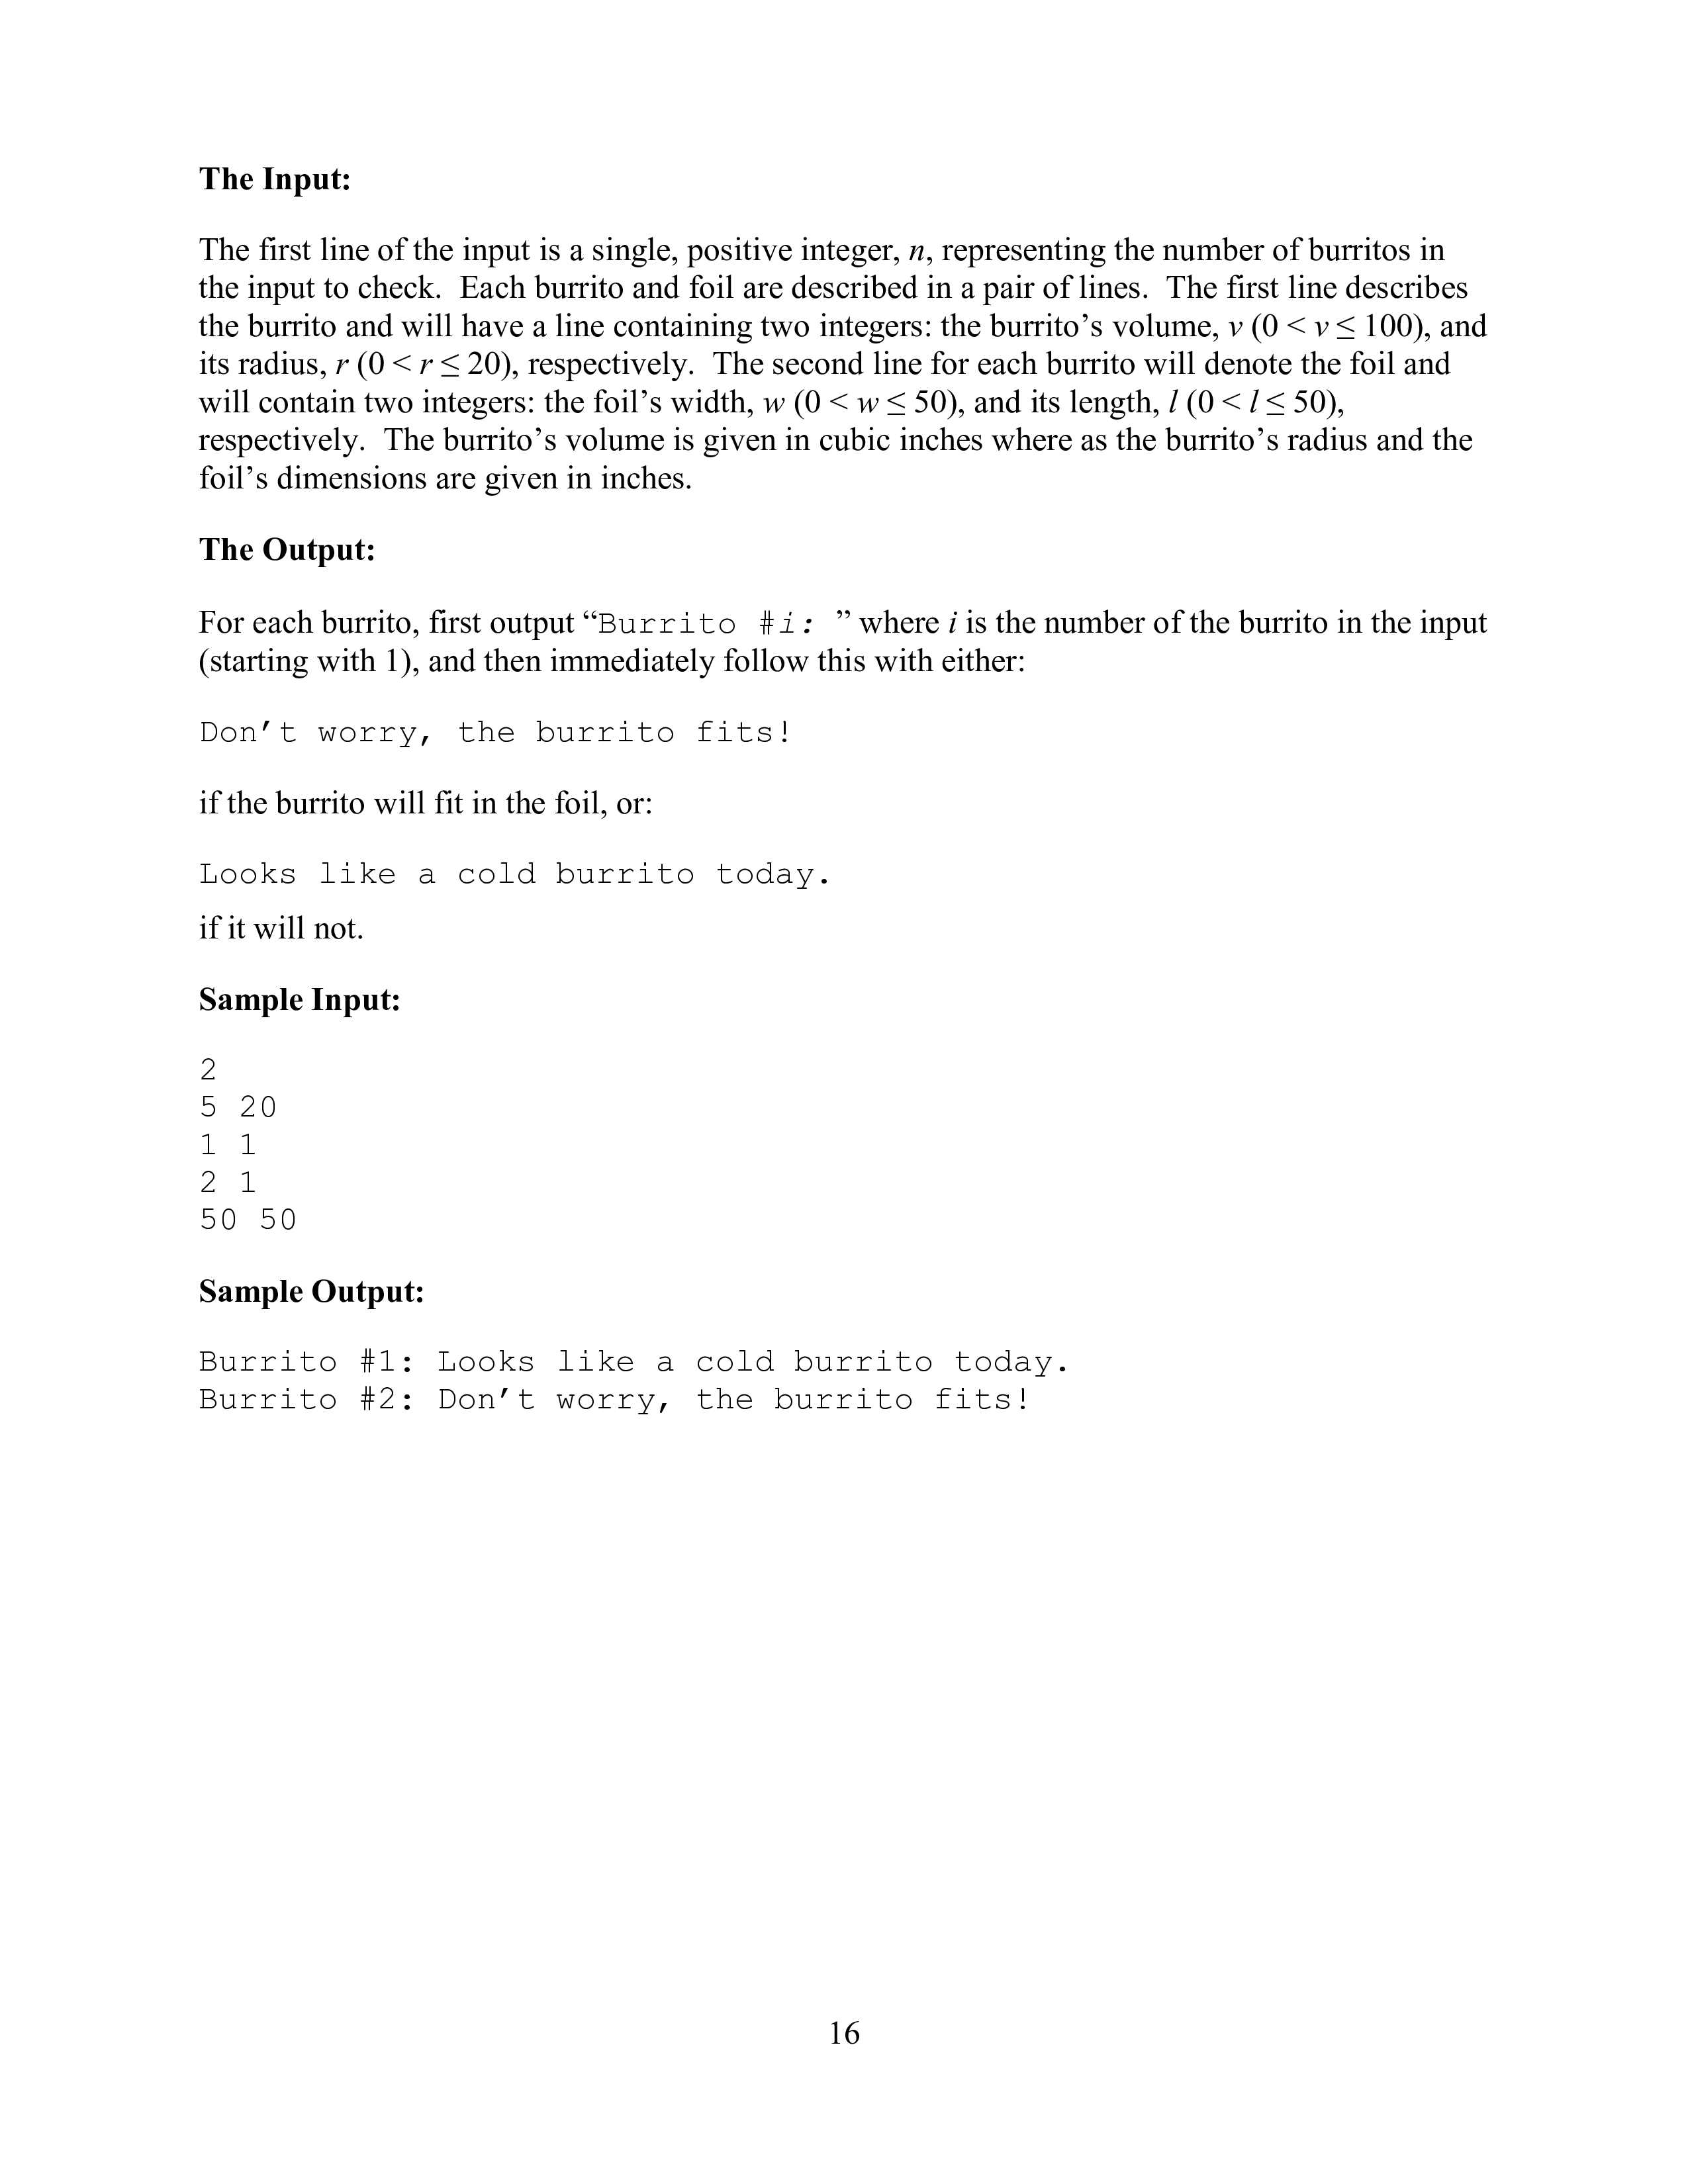 The Input:
The first line of the input is a single, positive integer, n, representing the number of burritos in
the input to check.  Each burrito and foil are described in a pair of lines.  The first line describes
the burrito and will have a line containing two integers: the burrito’s volume, v (0 < v ≤ 100), and
its radius, r (0 < r ≤ 20), respectively.  The second line for each burrito will denote the foil and
will contain two integers: the foil’s width, w (0 < w ≤ 50), and its length, l (0 < l ≤ 50),
respectively.  The burrito’s volume is given in cubic inches where as the burrito’s radius and the
foil’s dimensions are given in inches.
The Output:
For each burrito, first output “Burrito #i: ” where i is the number of the burrito in the input
(starting with 1), and then immediately follow this with either:
Don’t worry, the burrito fits!
if the burrito will fit in the foil, or:
Looks like a cold burrito today.
if it will not.
Sample Input:
2
5 20
1 1
2 1
50 50
Sample Output:
Burrito #1: Looks like a cold burrito today.
Burrito #2: Don’t worry, the burrito fits!
16